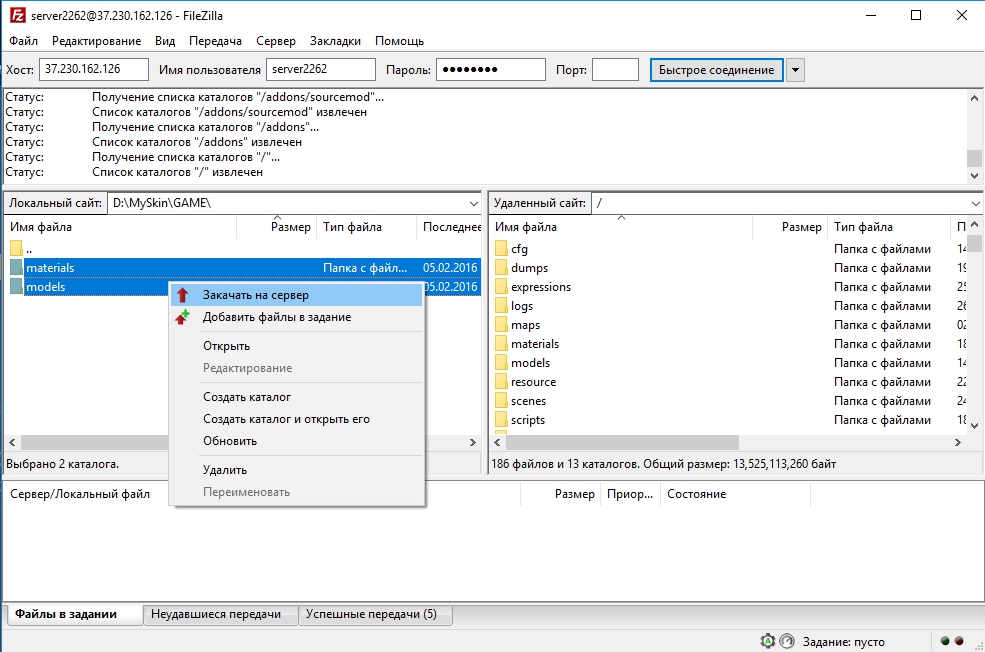 server2262@37.230.162.126 - FileZilla
Файл Редактирование Вид Передача Сервер Закладки Помощь
Хост: 37.230.162.126 Имя пользователя server2262 Пароль: ●●●●●●●● Порт: Быстрое соединение
Статус: Получение списка каталогов "/addons/sourcemod"...
Статус: Список каталогов "/addons/sourcemod" извлечен
Статус: Получение списка каталогов "/addons"...
Статус: Список каталогов "/addons" извлечен
Статус: Получение списка каталогов "/"...
Статус: Список каталогов "/" извлечен
Локальный сайт: D:\MySkin\GAME\
Имя файла Размер Тип файла Последнее
..
materials Папка с файл... 05.02.2016
models 05.02.2016
Закачать на сервер
Добавить файлы в задание
Открыть
Редактирование
Создать каталог
Создать каталог и открыть его
Обновить
Удалить
Переименовать
Выбрано 2 каталога.
Удаленный сайт: /
Имя файла Размер Тип файла П
cfg Папка с файлами 14
dumps Папка с файлами 19
expressions Папка с файлами 25
logs Папка с файлами 26
maps Папка с файлами 02
materials Папка с файлами 18
models Папка с файлами 14
resource Папка с файлами 22
scenes Папка с файлами 24
scripts Папка с файлами 18
186 файлов и 13 каталогов. Общий размер: 13,525,113,260 байт
Сервер/Локальный файл Размер Приор... Состояние
Файлы в задании Неудавшиеся передачи Успешные передачи (5)
Задание: пусто